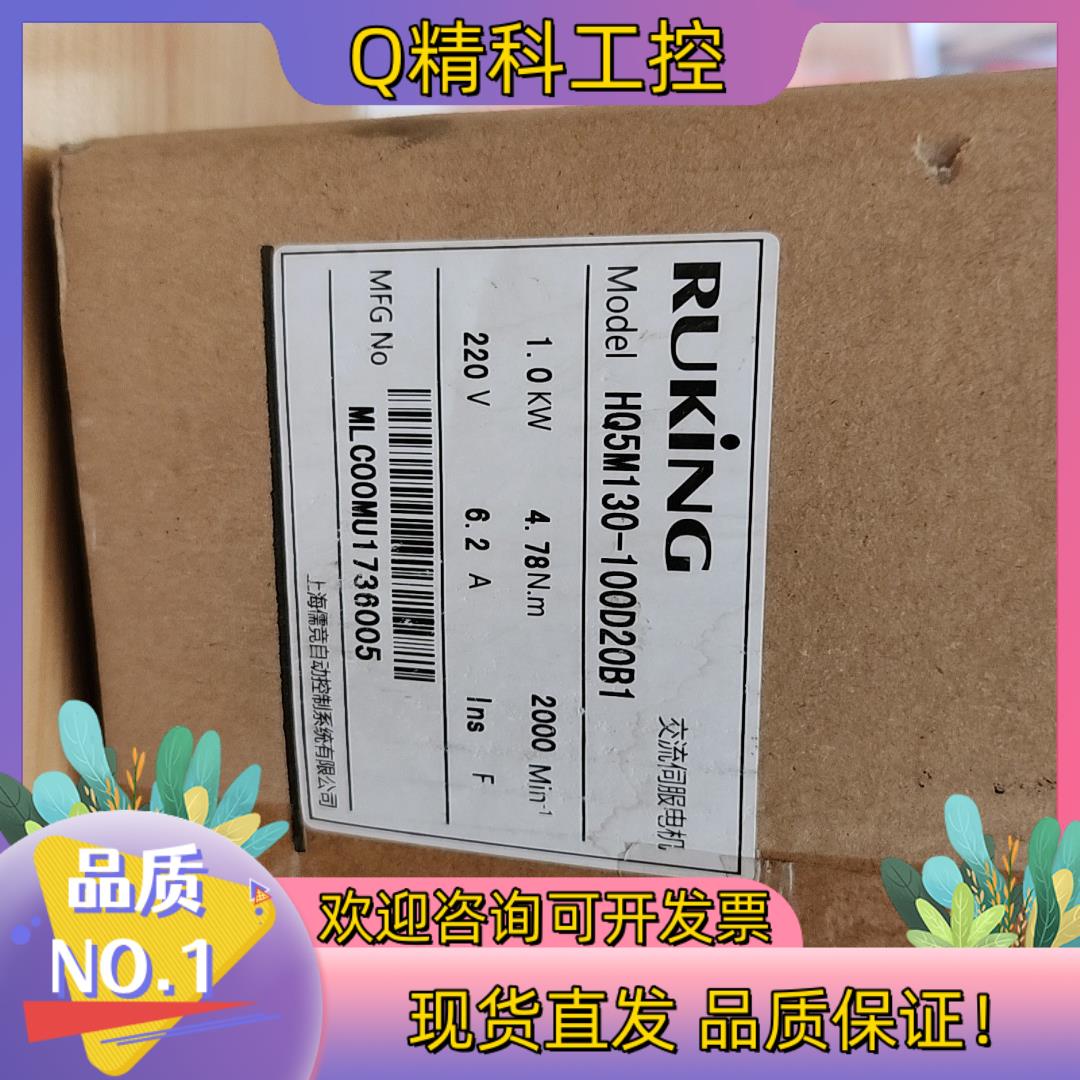 Q精科工控
RUKING
交流伺服电机
Model HQ5M130-100D20B1
1.0KW 4.78N.m 2000 Min-1
220 V 6.2 A Ins F
MFG No
MLC00MU1736005
上海儒竞自动控制系统有限公司
品质
NO.1
欢迎咨询可开发票
现货直发 品质保证!